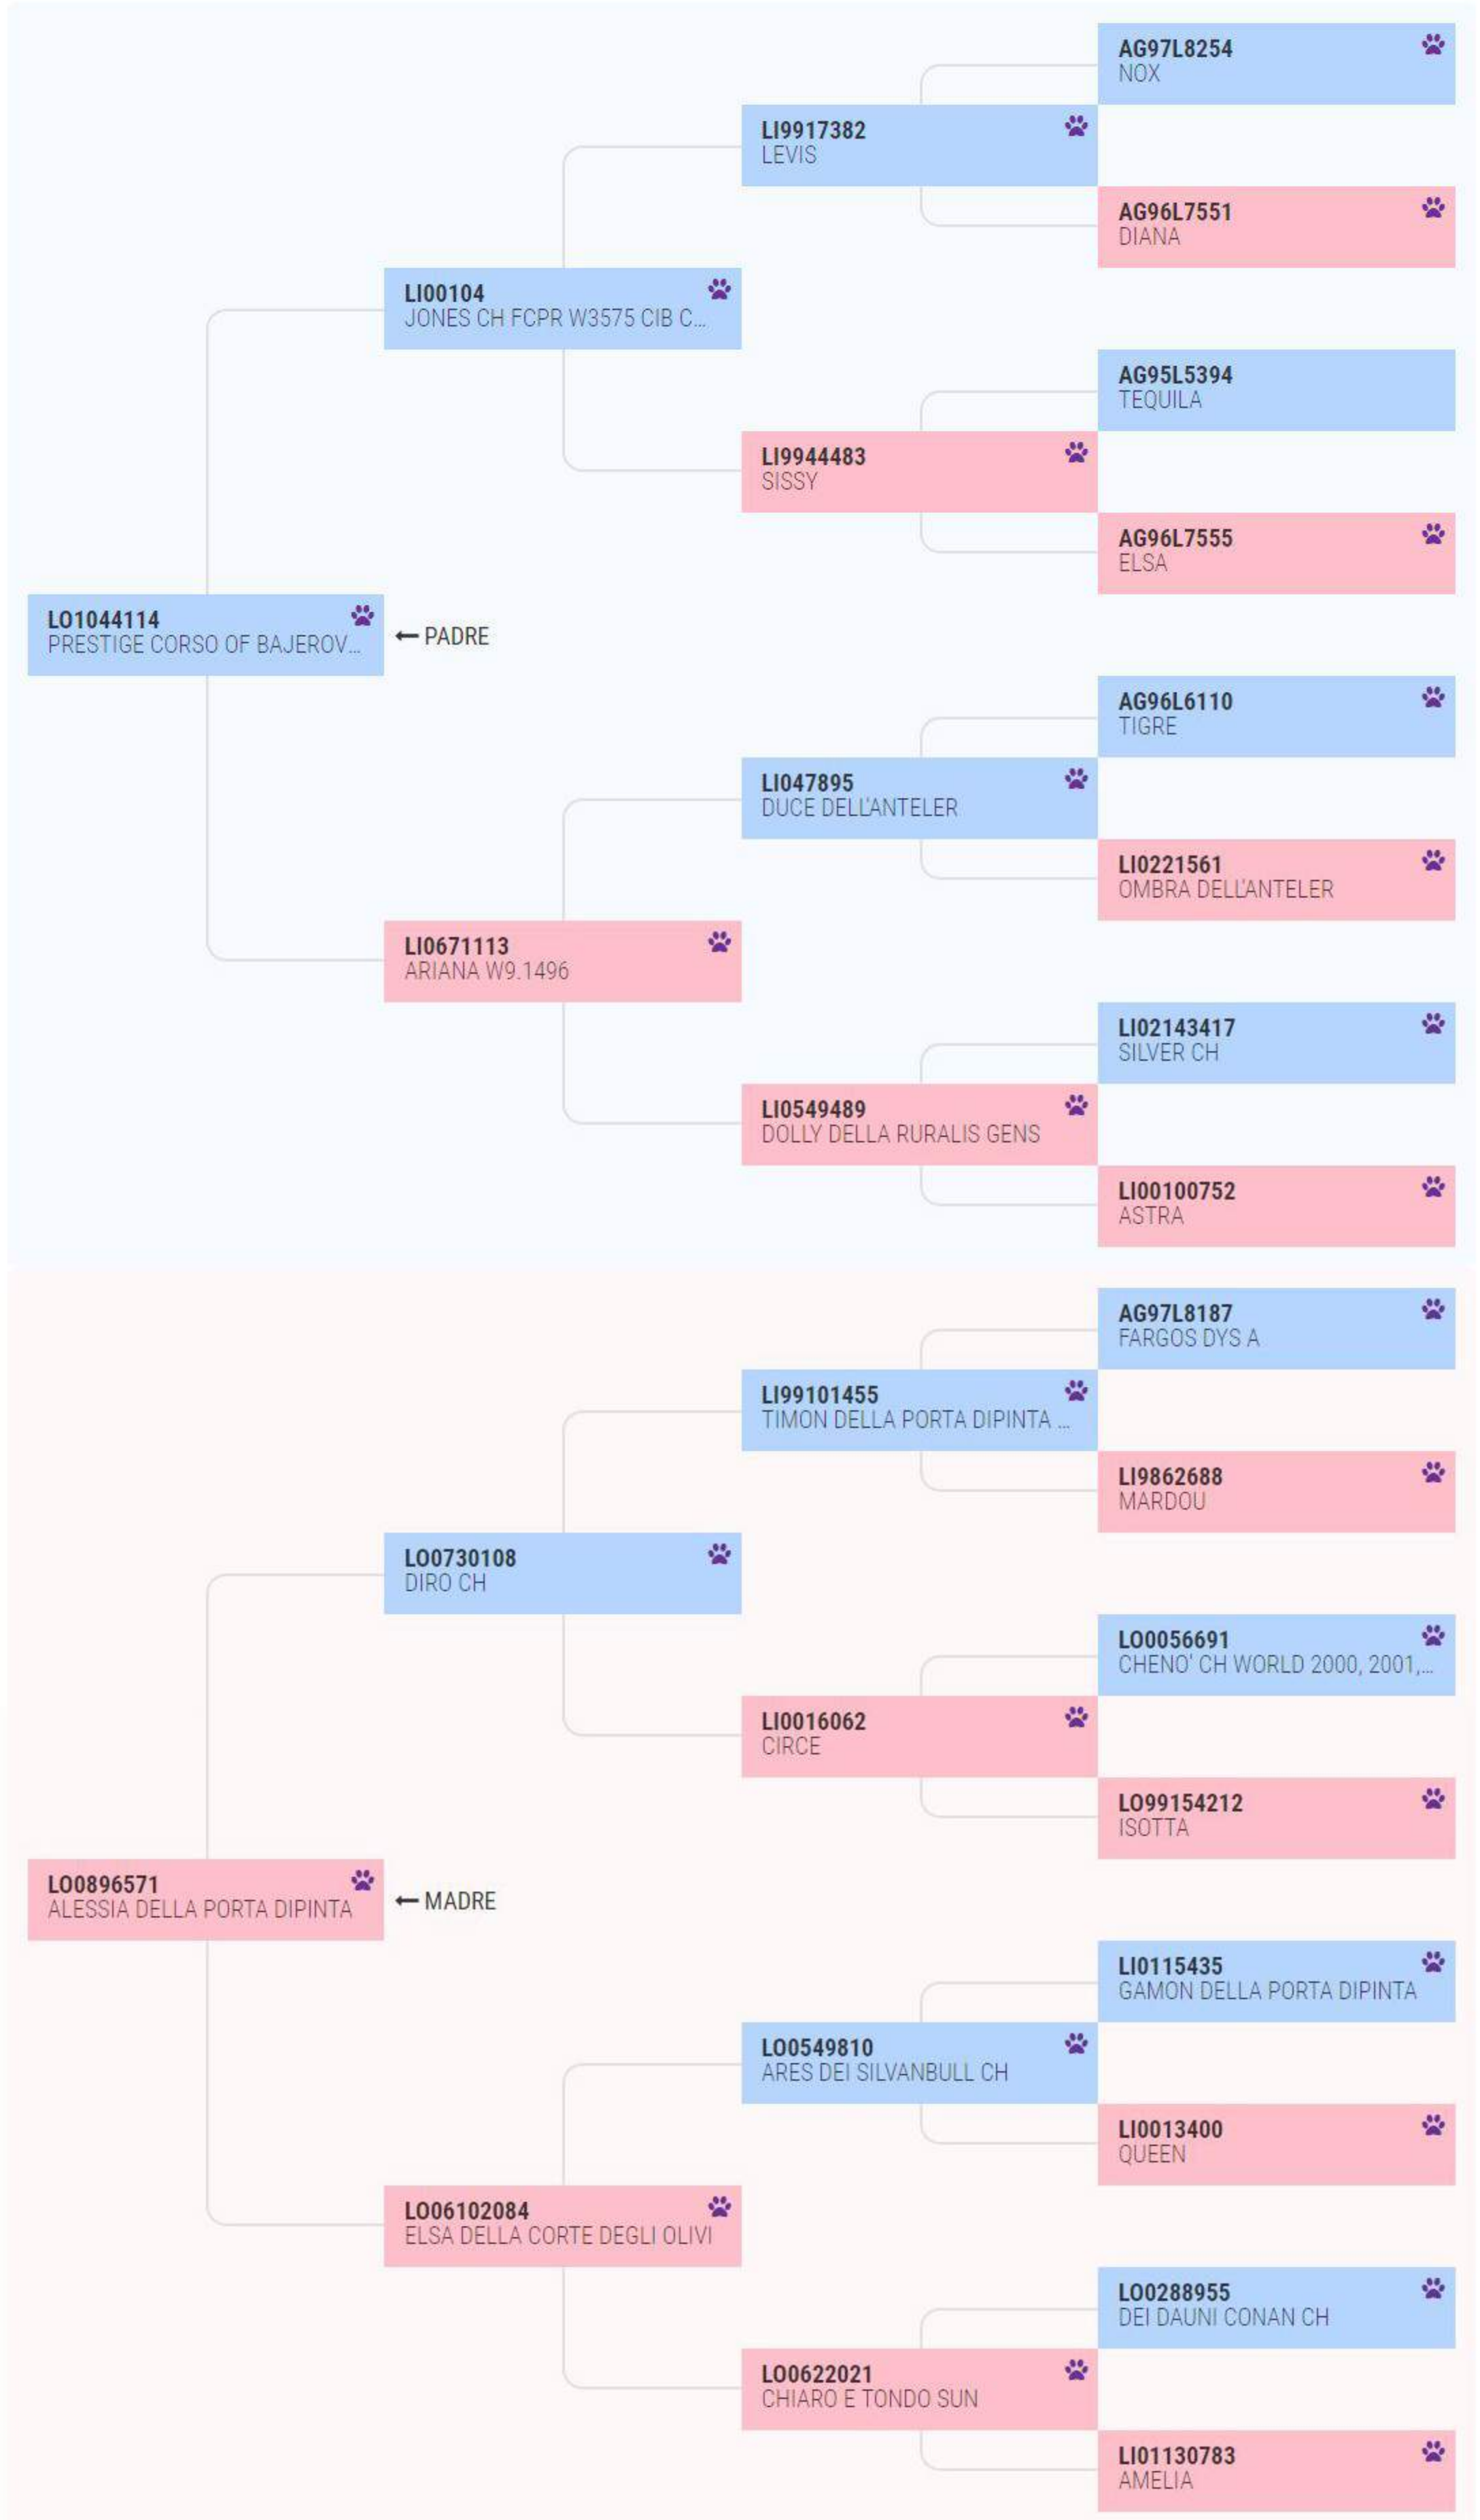 AG97L8254
NOX
LI9917382
LEVIS
AG96L7551
DIANA
LI00104
JONES CH FCPR W3575 CIB C...
AG95L5394
TEQUILA
LI9944483
SISSY
AG96L7555
ELSA
LO1044114
PRESTIGE CORSO OF BAJEROV...
← PADRE
AG96L6110
TIGRE
LI047895
DUCE DELL'ANTELER
LI0221561
OMBRA DELL'ANTELER
LI0671113
ARIANA W9.1496
LI02143417
SILVER CH
LI0549489
DOLLY DELLA RURALIS GENS
LI00100752
ASTRA
AG97L8187
FARGOS DYS A
LI99101455
TIMON DELLA PORTA DIPINTA ...
LI9862688
MARDOU
LO0730108
DIRO CH
LO0056691
CHENO' CH WORLD 2000, 2001,...
LI0016062
CIRCE
LO99154212
ISOTTA
LO0896571
ALESSIA DELLA PORTA DIPINTA
← MADRE
LI0115435
GAMON DELLA PORTA DIPINTA
LO0549810
ARES DEI SILVANBULL CH
LI0013400
QUEEN
LO06102084
ELSA DELLA CORTE DEGLI OLIVI
LO0288955
DEI DAUNI CONAN CH
LO0622021
CHIARO E TONDO SUN
LI01130783
AMELIA